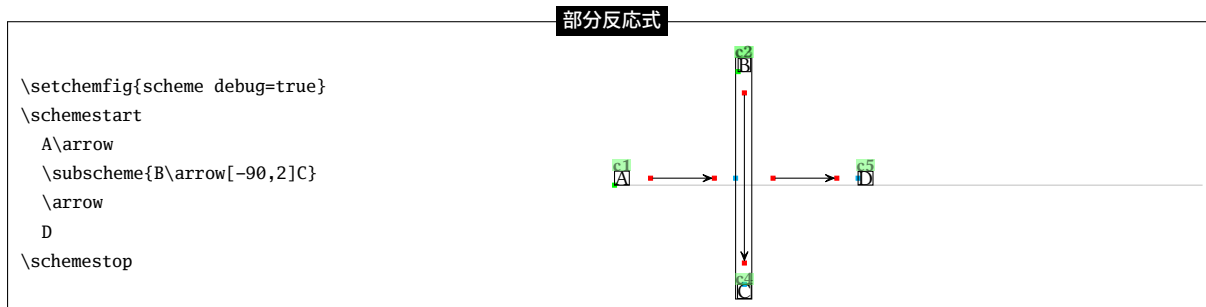 部分反応式
\setchemfig{scheme debug=true}
\schemestart
A\arrow
\subscheme{B\arrow[-90,2]C}
\arrow
D
\schemestop
c2
B
c1
A
c5
D
c4
C